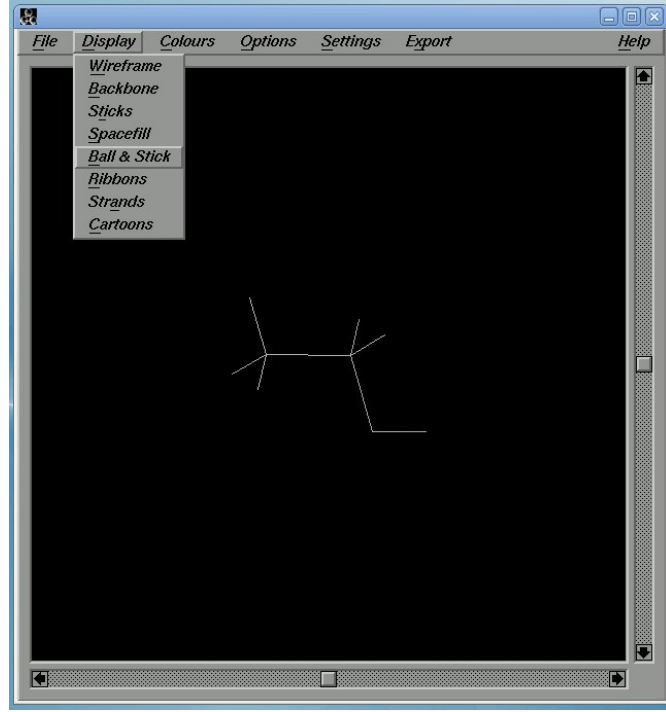 File Display Colours Options Settings Export Help
Wireframe
Backbone
Sticks
Spacefill
Ball & Stick
Ribbons
Strands
Cartoons